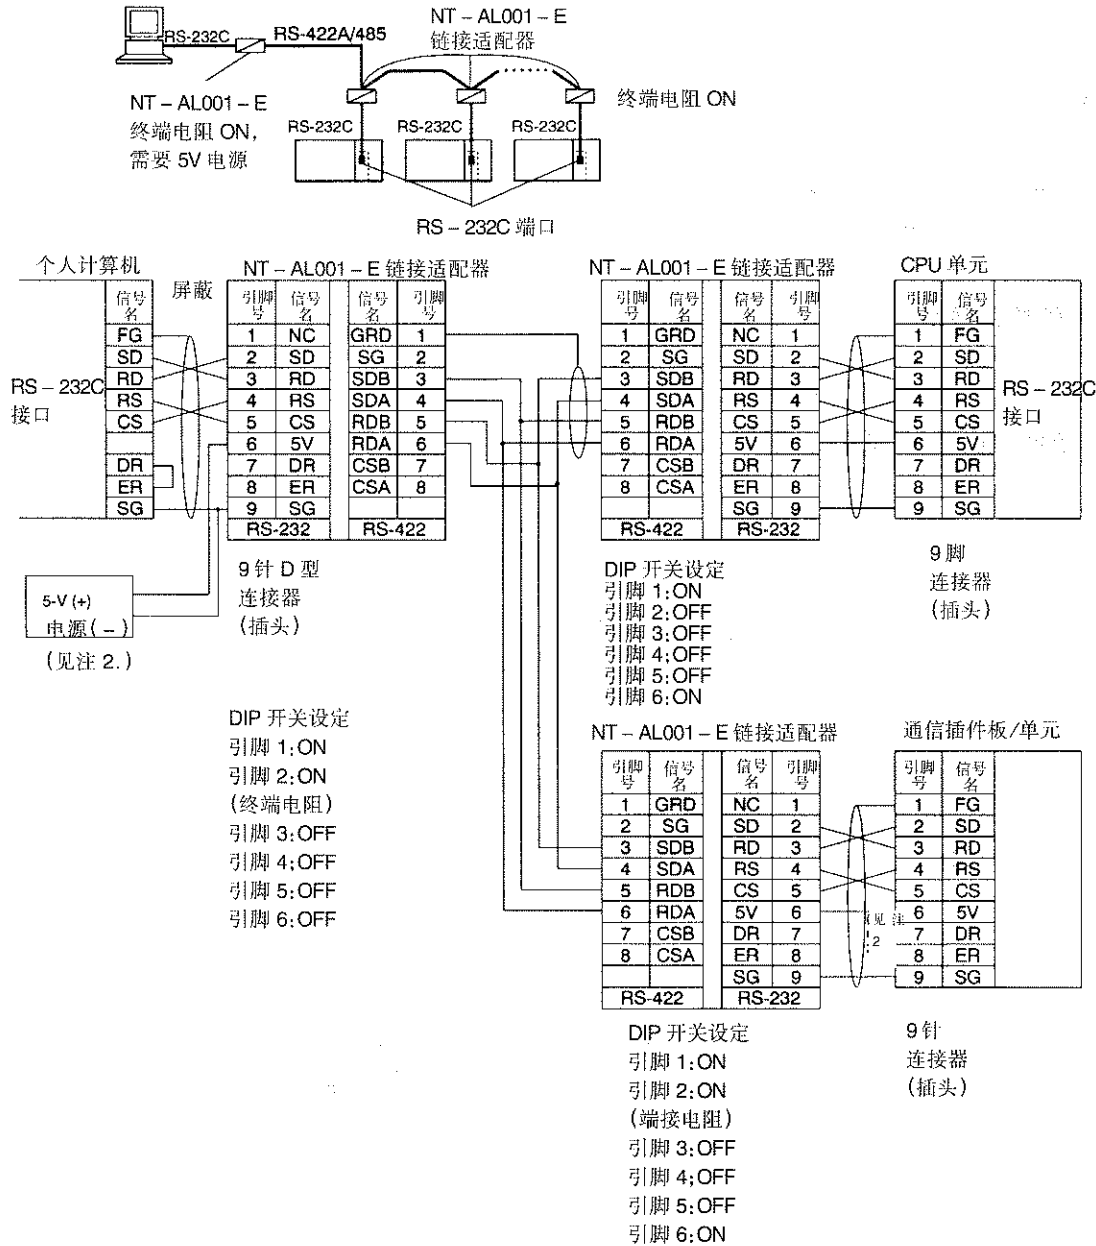 NT – AL001 – E
链接适配器
RS-232C
RS-422A/485
NT – AL001 – E
终端电阻 ON,
需要 5V 电源
终端电阻 ON
RS-232C RS-232C RS-232C
RS – 232C 端口
个人计算机
屏蔽
RS – 232C
接口
信号名
FG
SD
RD
RS
CS
DR
ER
SG
NT – AL001 – E 链接适配器
引脚号 信号名 信号名 引脚号
1 NC GRD 1
2 SD SG 2
3 RD SDB 3
4 RS SDA 4
5 CS RDB 5
6 5V RDA 6
7 DR CSB 7
8 ER CSA 8
9 SG
RS-232 RS-422
9 针 D 型
连接器
(插头)
5-V (+)
电源( – )
(见注 2.)
DIP 开关设定
引脚 1:ON
引脚 2:ON
(终端电阻)
引脚 3:OFF
引脚 4;OFF
引脚 5:OFF
引脚 6:OFF
NT – AL001 – E 链接适配器
引脚号 信号名 信号名 引脚号
1 GRD NC 1
2 SG SD 2
3 SDB RD 3
4 SDA RS 4
5 RDB CS 5
6 RDA 5V 6
7 CSB DR 7
8 CSA ER 8
SG 9
RS-422 RS-232
DIP 开关设定
引脚 1:ON
引脚 2:OFF
引脚 3:OFF
引脚 4;OFF
引脚 5:OFF
引脚 6:ON
CPU 单元
引脚号 信号名
1 FG
2 SD
3 RD
4 RS
5 CS
6 5V
7 DR
8 ER
9 SG
RS – 232C
接口
9 脚
连接器
(插头)
NT – AL001 – E 链接适配器
引脚号 信号名 信号名 引脚号
1 GRD NC 1
2 SG SD 2
3 SDB RD 3
4 SDA RS 4
5 RDB CS 5
6 RDA 5V 6
7 CSB DR 7
8 CSA ER 8
SG 9
RS-422 RS-232
(见 注
2
DIP 开关设定
引脚 1:ON
引脚 2:ON
(端接电阻)
引脚 3:OFF
引脚 4;OFF
引脚 5:OFF
引脚 6:ON
通信插件板/单元
引脚号 信号名
1 FG
2 SD
3 RD
4 RS
5 CS
6 5V
7 DR
8 ER
9 SG
9 针
连接器
(插头)